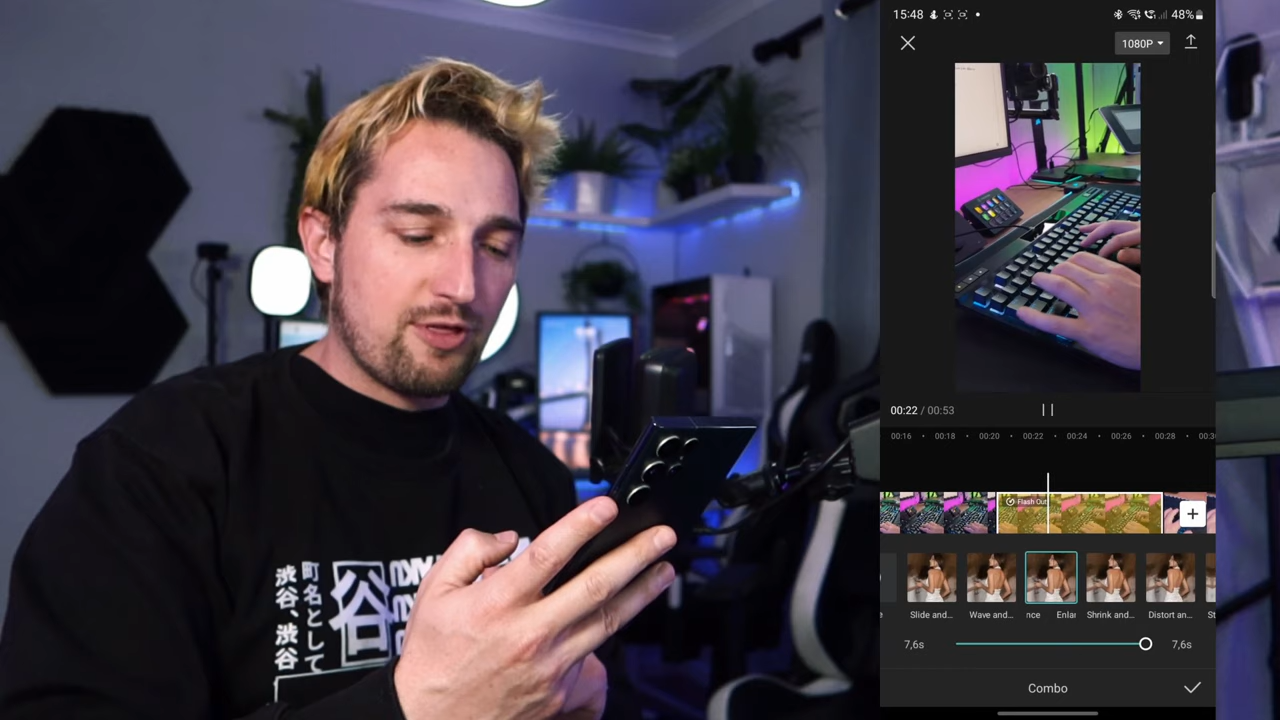 15:48
48%
1080P
00:22 / 00:53
00:16 • 00:18 • 00:20 • 00:22 • 00:24 • 00:26 • 00:28 •
Flash Out
Slide and... Wave and... nce Enlar Shrink and... Distort an... St
7,6s 7,6s
Combo
町名として
渋谷、渋谷
谷